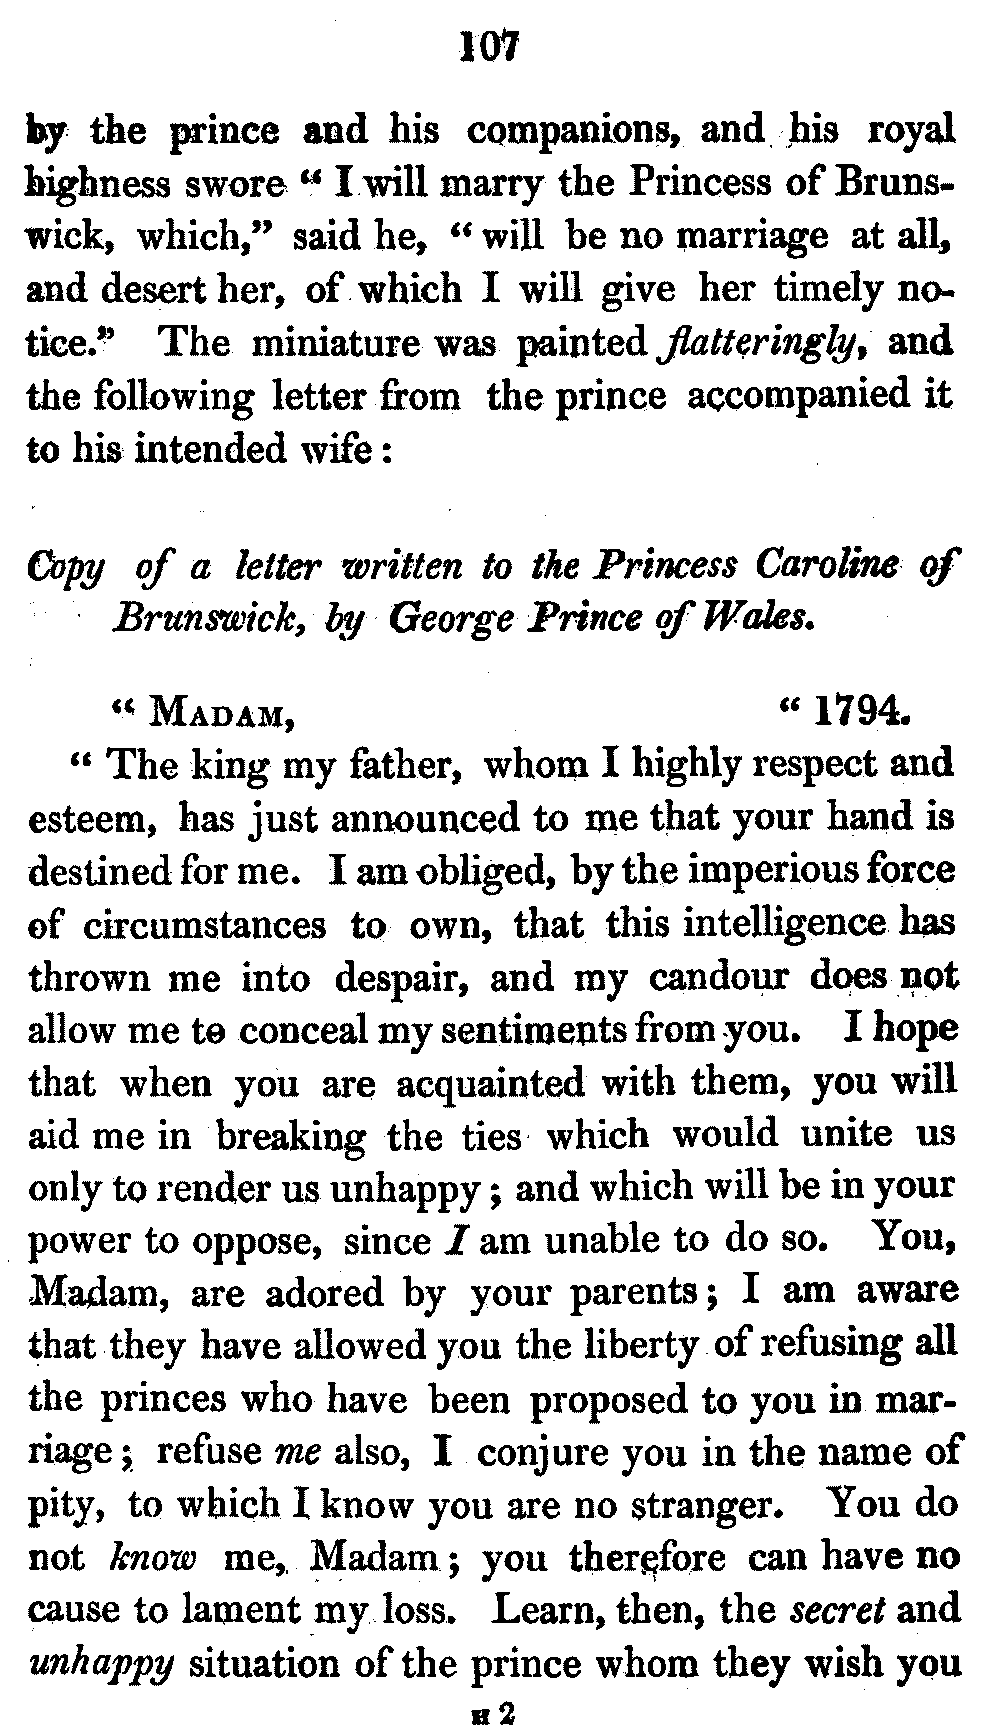 107
by the prince and his companions, and his royal
highness swore “ I will marry the Princess of Bruns-
wick, which,” said he, “ will be no marriage at all,
and desert her, of which I will give her timely no-
tice.” The miniature was painted flatteringly, and
the following letter from the prince accompanied it
to his intended wife :
Copy of a letter written to the Princess Caroline of
Brunswick, by George Prince of Wales.
“ MADAM, “ 1794.
“ The king my father, whom I highly respect and
esteem, has just announced to me that your hand is
destined for me. I am obliged, by the imperious force
of circumstances to own, that this intelligence has
thrown me into despair, and my candour does not
allow me to conceal my sentiments from you. I hope
that when you are acquainted with them, you will
aid me in breaking the ties which would unite us
only to render us unhappy ; and which will be in your
power to oppose, since I am unable to do so. You,
Madam, are adored by your parents ; I am aware
that they have allowed you the liberty of refusing all
the princes who have been proposed to you in mar-
riage ; refuse me also, I conjure you in the name of
pity, to which I know you are no stranger. You do
not know me, Madam ; you therefore can have no
cause to lament my loss. Learn, then, the secret and
unhappy situation of the prince whom they wish you
H 2